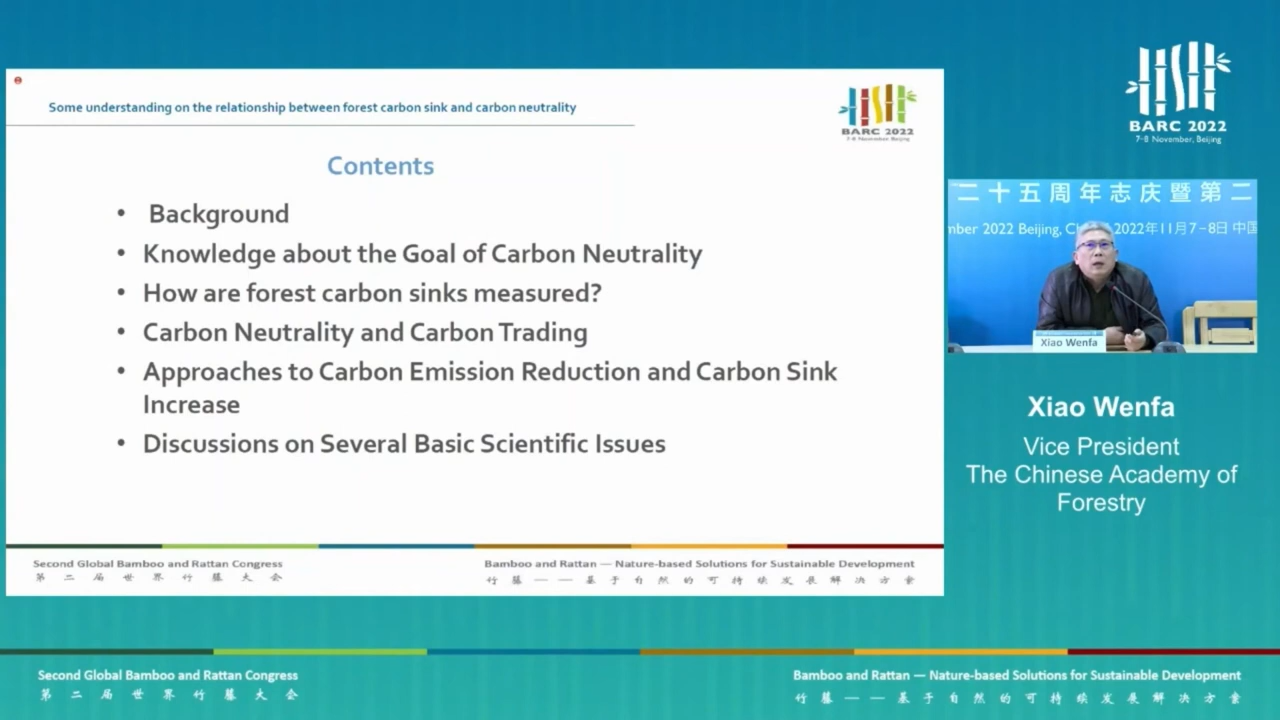 Some understanding on the relationship between forest carbon sink and carbon neutrality
BARC 2022
7-8 November, Beijing
Contents
• Background
• Knowledge about the Goal of Carbon Neutrality
• How are forest carbon sinks measured?
• Carbon Neutrality and Carbon Trading
• Approaches to Carbon Emission Reduction and Carbon Sink
Increase
• Discussions on Several Basic Scientific Issues
Second Global Bamboo and Rattan Congress
第二届世界竹藤大会
Bamboo and Rattan — Nature-based Solutions for Sustainable Development
竹藤——基于自然的可持续发展解决方案
BARC 2022
7-8 November, Beijing
二十五周年志庆暨第二
2022 Beijing,
2022年11月7-8日 中国
Xiao Wenfa
Xiao Wenfa
Vice President
The Chinese Academy of
Forestry
Second Global Bamboo and Rattan Congress
第二届世界竹藤大会
Bamboo and Rattan — Nature-based Solutions for Sustainable Development
竹藤——基于自然的可持续发展解决方案